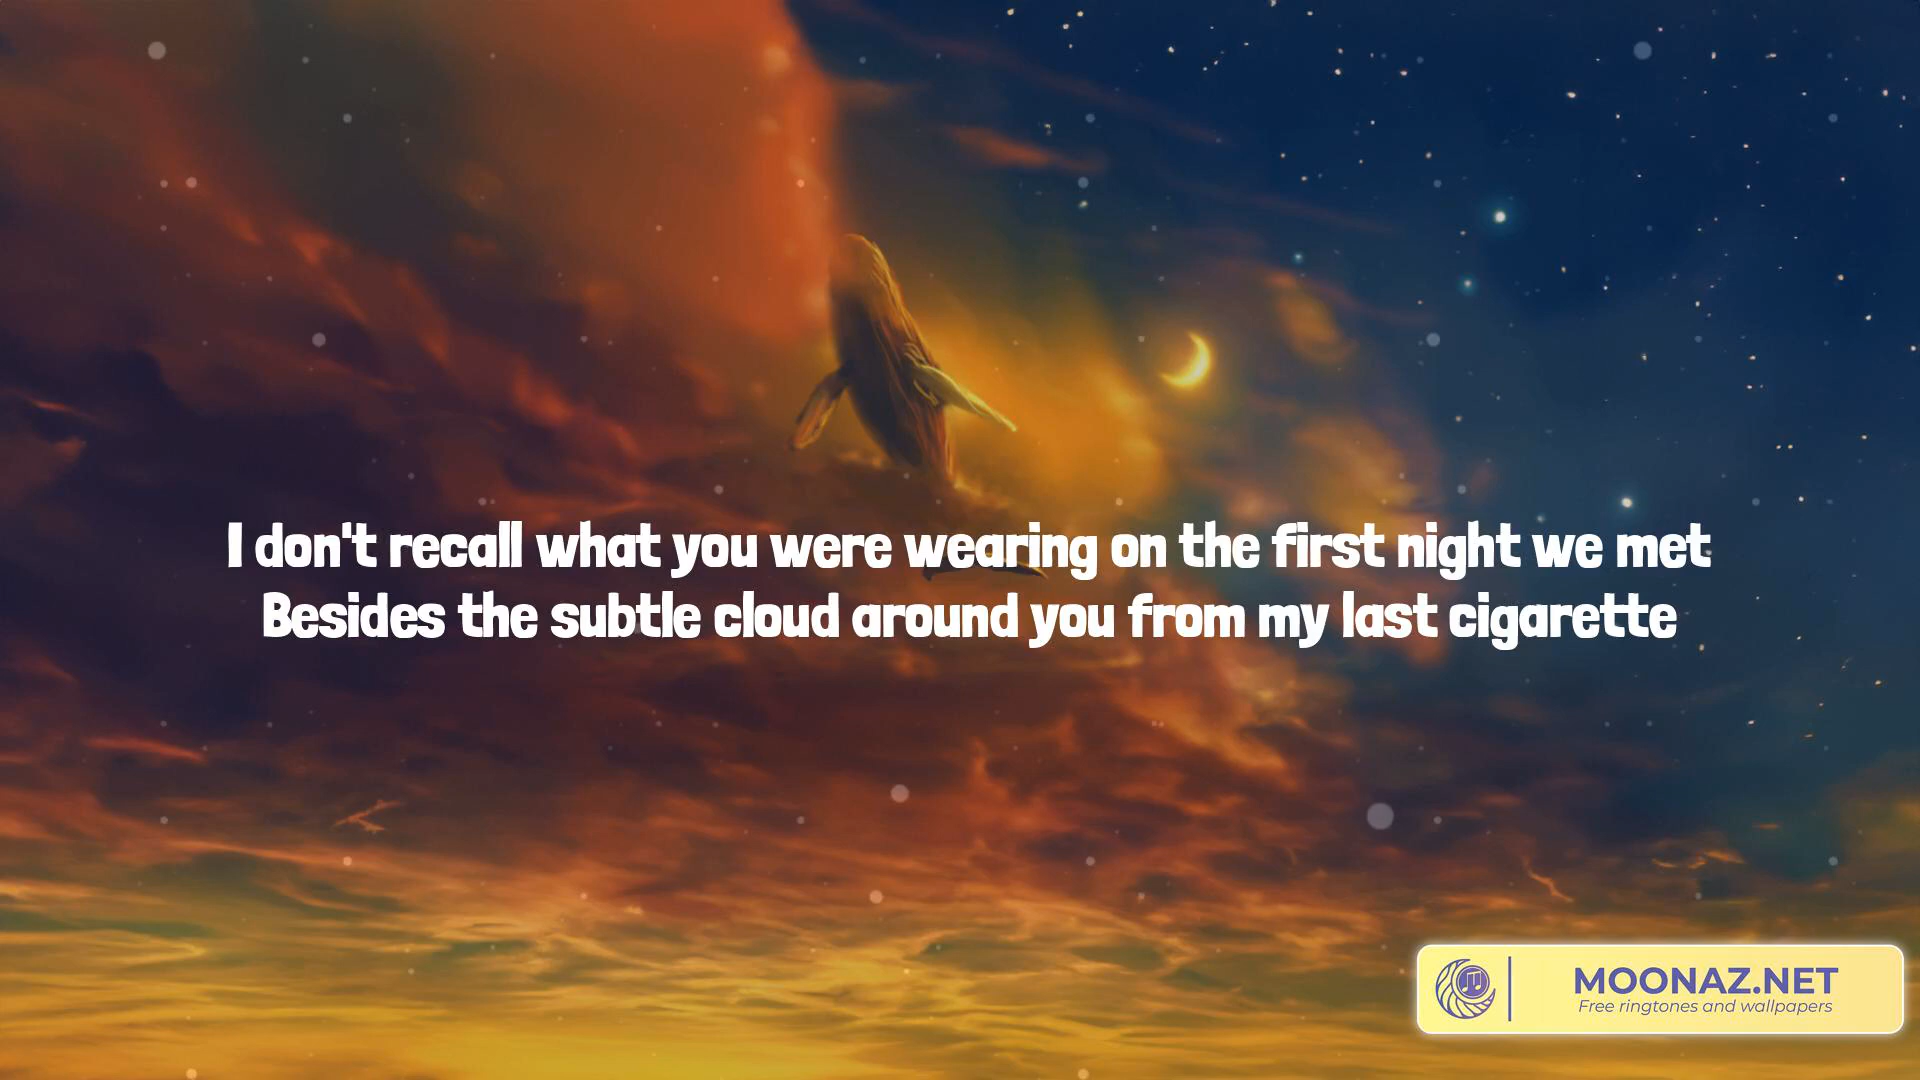 I don't recall what you were wearing on the first night we met
Besides the subtle cloud around you from my last cigarette
MOONAZ.NET
Free ringtones and wallpapers